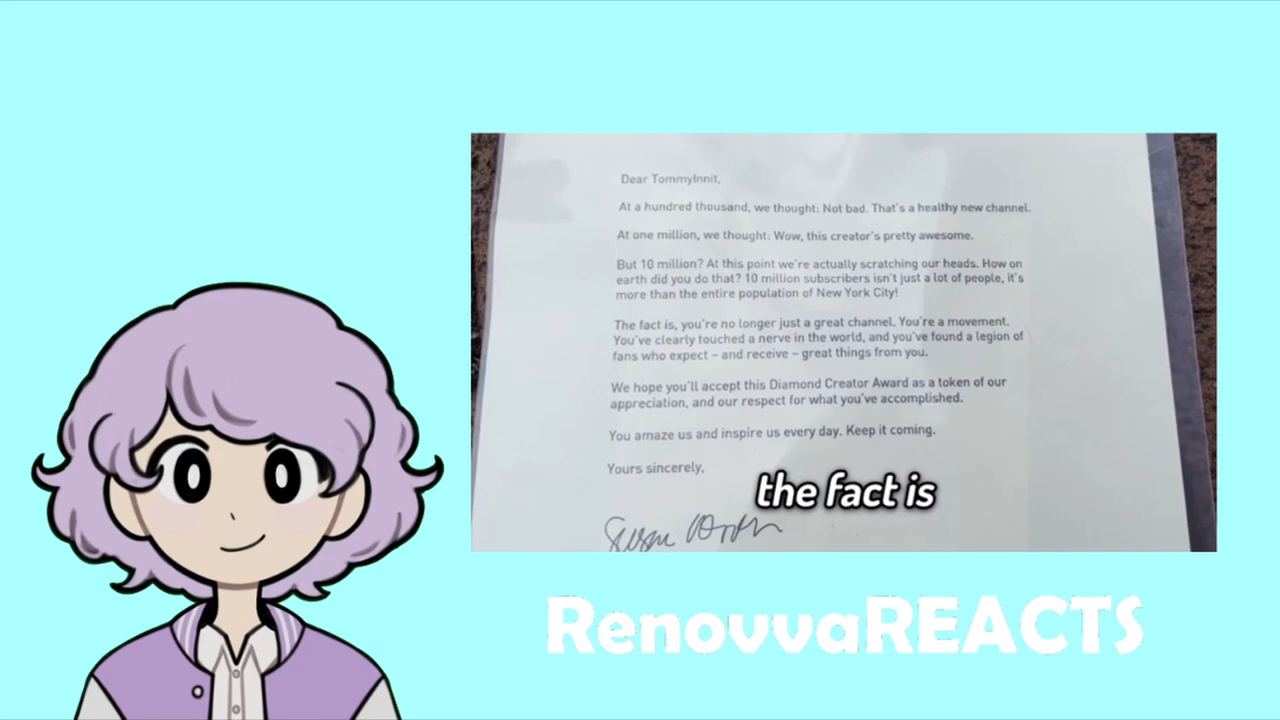 Dear TommyInnit,
At a hundred thousand, we thought: Not bad. That's a healthy new channel.
At one million, we thought: Wow, this creator's pretty awesome.
But 10 million? At this point we're actually scratching our heads. How on
earth did you do that? 10 million subscribers isn't just a lot of people, it's
more than the entire population of New York City!
The fact is, you're no longer just a great channel. You're a movement.
You've clearly touched a nerve in the world, and you've found a legion of
fans who expect – and receive – great things from you.
We hope you'll accept this Diamond Creator Award as a token of our
appreciation, and our respect for what you've accomplished.
You amaze us and inspire us every day. Keep it coming.
Yours sincerely,
the fact is
Susan
RenovvaREACTS